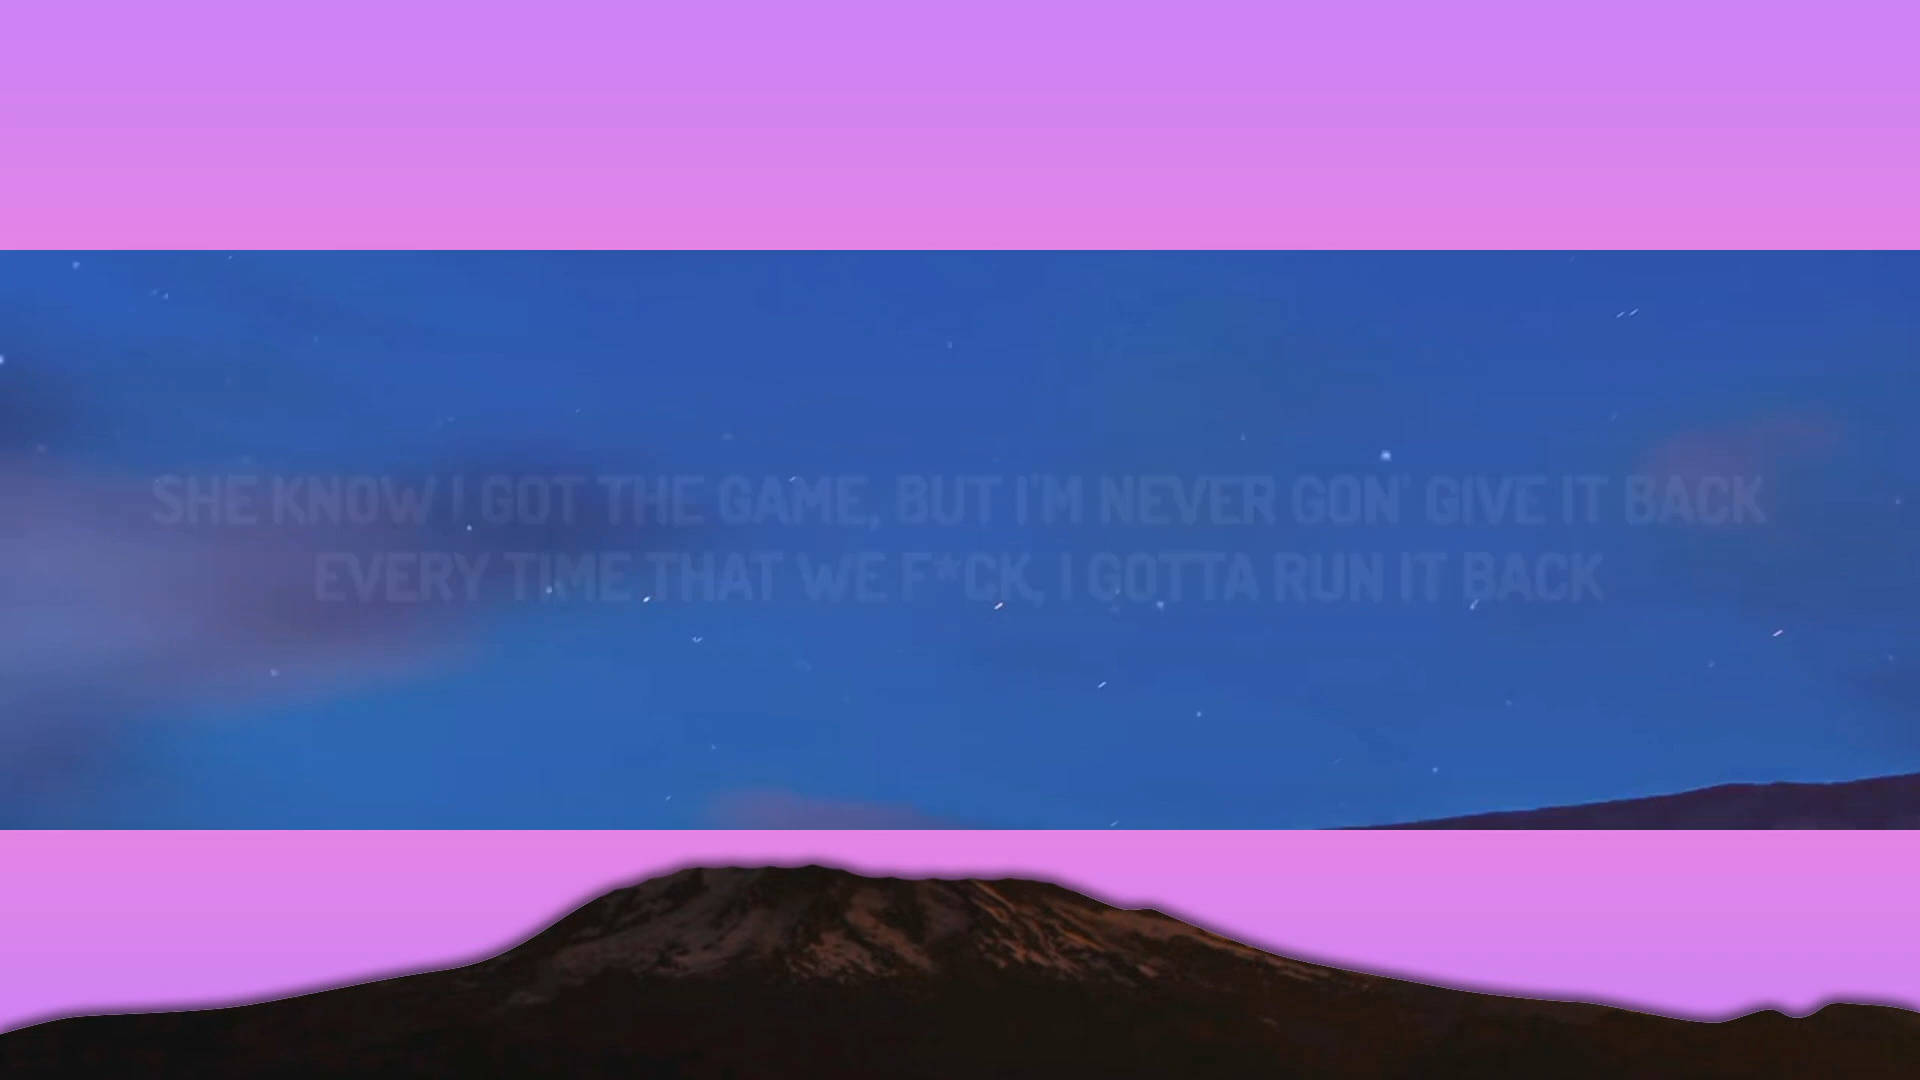 SHE KNOW I GOT THE GAME, BUT I'M NEVER GON' GIVE IT BACK
EVERY TIME THAT WE F*CK, I GOTTA RUN IT BACK